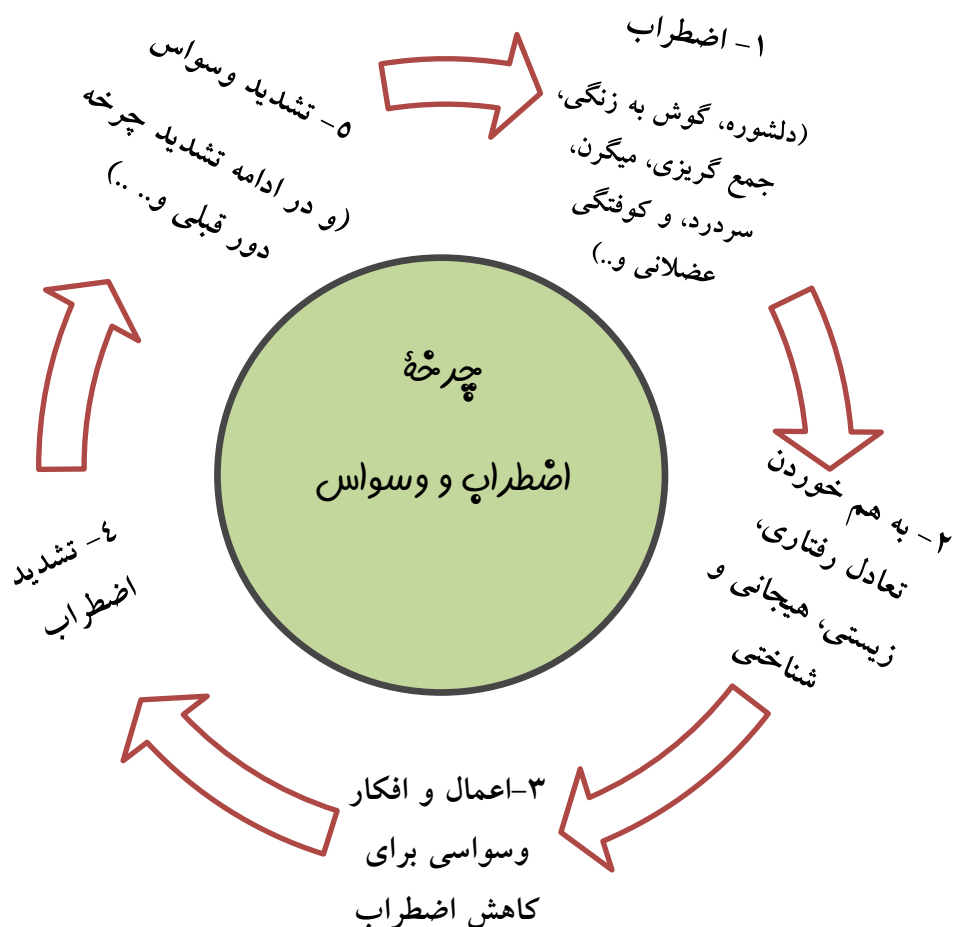 ۱- اضطراب
(دلشوره، گوش به زنگی،
جمع گریزی، میگرن،
سردرد، و کوفتگی
عضلانی و..)
۲- به هم خوردن
تعادل رفتاری،
زیستی، هیجانی و
شناختی
۳-اعمال و افکار
وسواسی برای
کاهش اضطراب
٤- تشدید
اضطراب
۵- تشدید وسواس
(و در ادامه تشدید چرخه
دور قبلی و.. ..)
چرخهٔ
اضطراب و وسواس